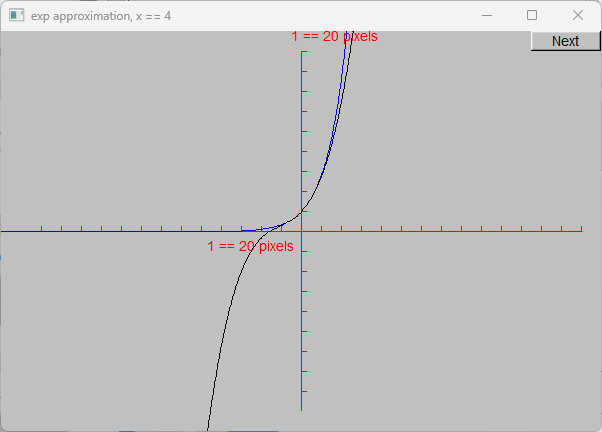 exp approximation, x == 4
1 == 20 pixels
Next
1 == 20 pixels